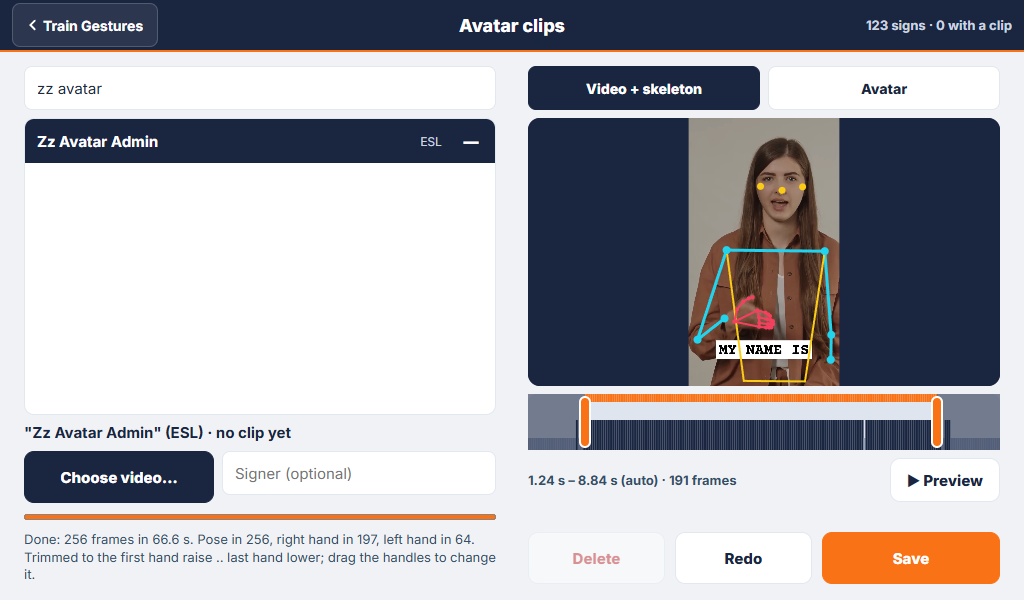 Train Gestures
Avatar clips
123 signs · 0 with a clip
zz avatar
Zz Avatar Admin
ESL
"Zz Avatar Admin" (ESL) · no clip yet
Choose video...
Signer (optional)
Done: 256 frames in 66.6 s. Pose in 256, right hand in 197, left hand in 64.
Trimmed to the first hand raise .. last hand lower; drag the handles to change
it.
Video + skeleton
Avatar
MY NAME IS
1.24 s – 8.84 s (auto) · 191 frames
Preview
Delete
Redo
Save